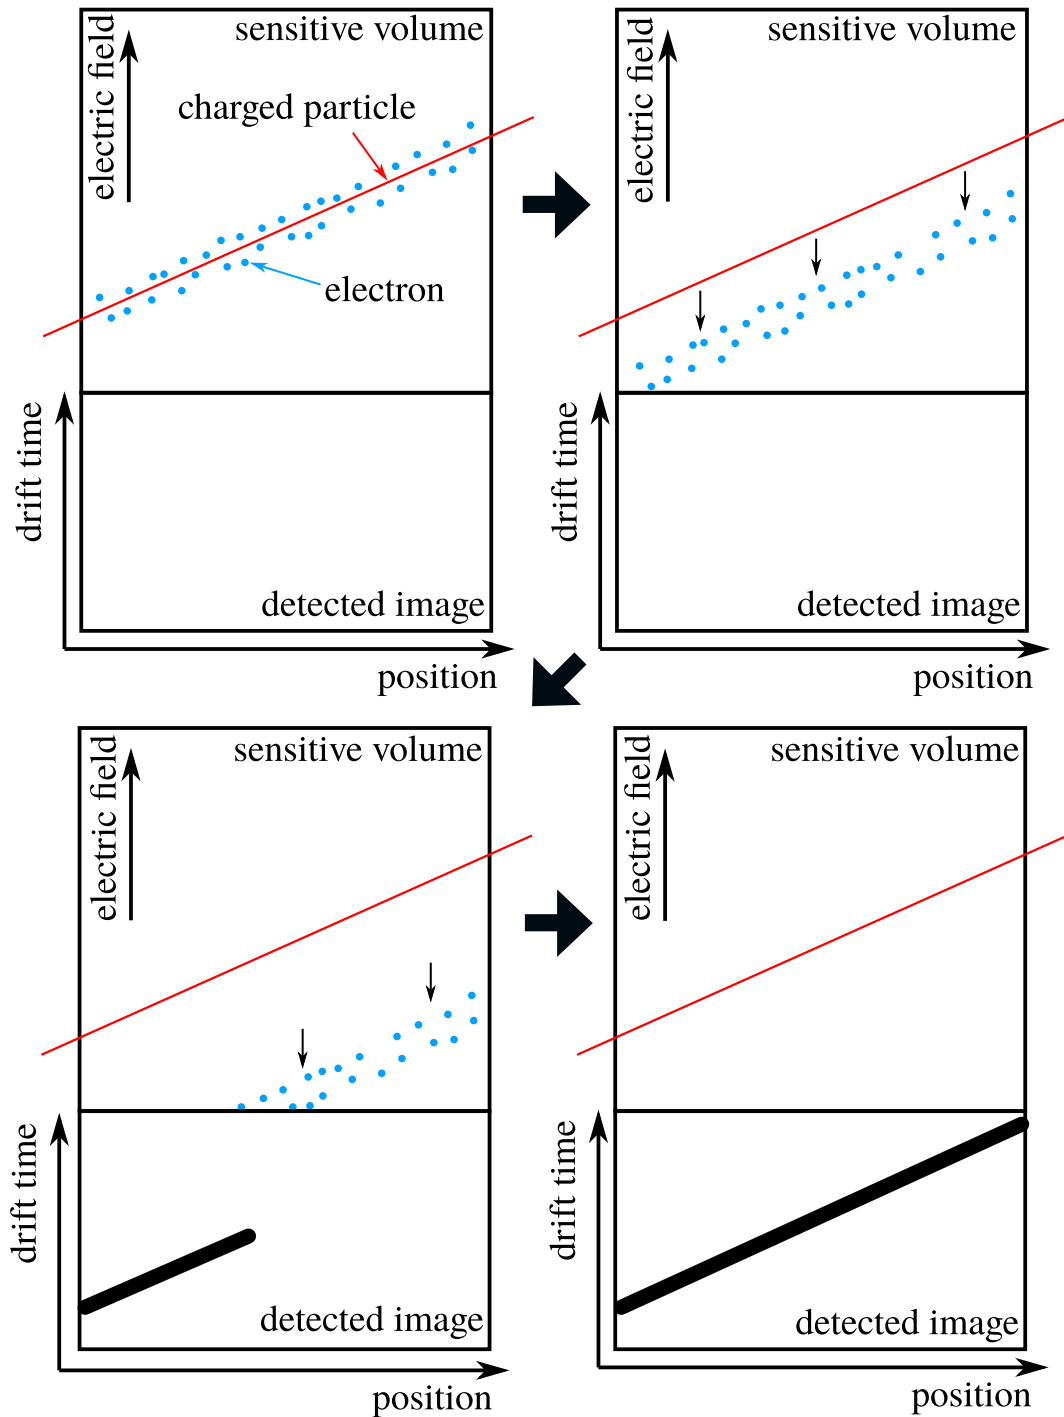 sensitive volume
electric field
charged particle
electron
drift time
detected image
position
sensitive volume
electric field
drift time
detected image
position
sensitive volume
electric field
drift time
detected image
position
sensitive volume
electric field
drift time
detected image
position